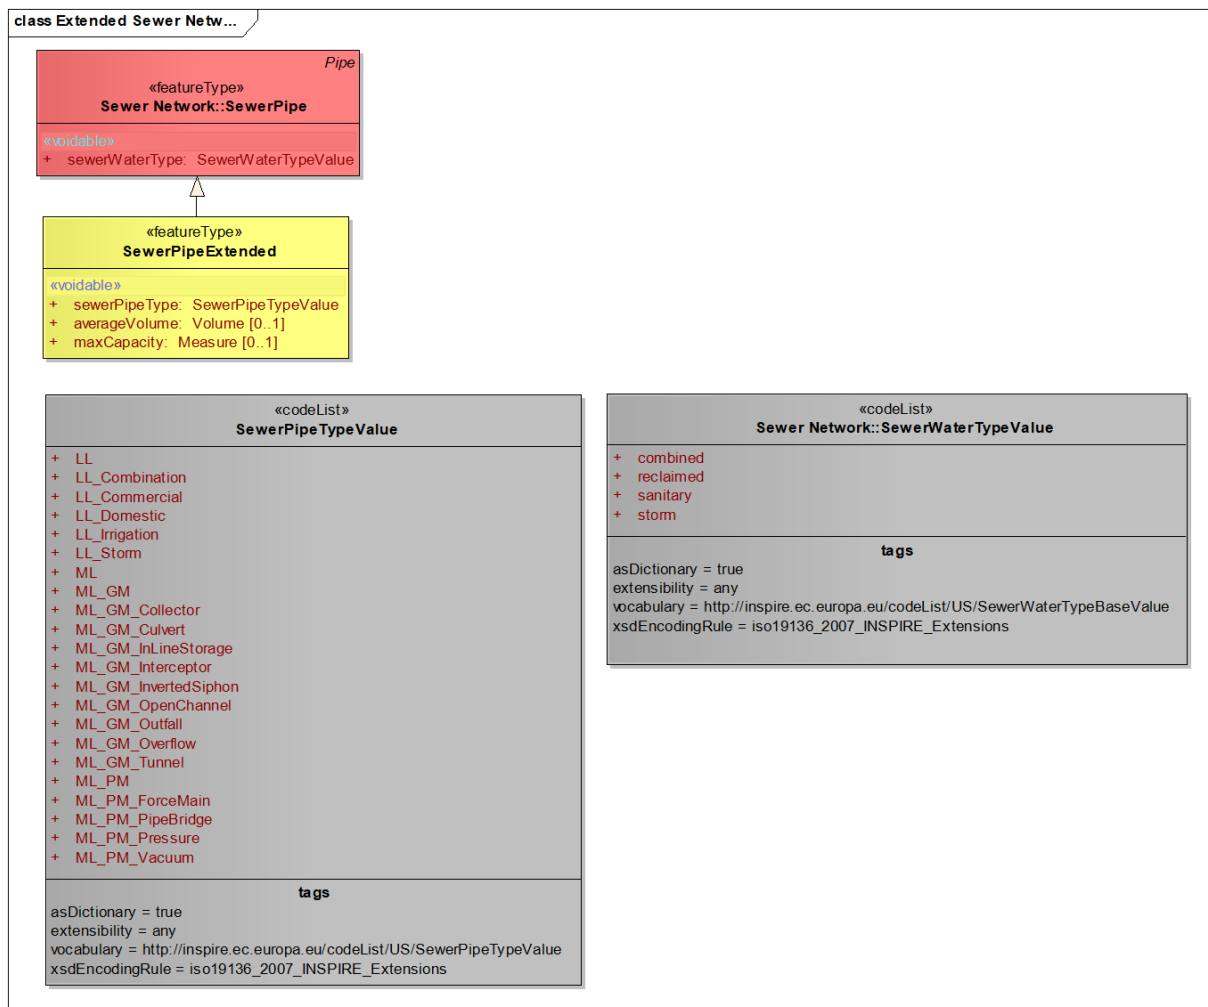 class Extended Sewer Netw...
Pipe
«featureType»
Sewer Network::SewerPipe
«voidable»
+ sewerWaterType: SewerWaterTypeValue
«featureType»
SewerPipeExtended
«voidable»
+ sewerPipeType: SewerPipeTypeValue
+ averageVolume: Volume [0..1]
+ maxCapacity: Measure [0..1]
«codeList»
SewerPipeTypeValue
+ LL
+ LL_Combination
+ LL_Commercial
+ LL_Domestic
+ LL_Irrigation
+ LL_Storm
+ ML
+ ML_GM
+ ML_GM_Collector
+ ML_GM_Culvert
+ ML_GM_InLineStorage
+ ML_GM_Interceptor
+ ML_GM_InvertedSiphon
+ ML_GM_OpenChannel
+ ML_GM_Outfall
+ ML_GM_Overflow
+ ML_GM_Tunnel
+ ML_PM
+ ML_PM_ForceMain
+ ML_PM_PipeBridge
+ ML_PM_Pressure
+ ML_PM_Vacuum
tags
asDictionary = true
extensibility = any
vocabulary = http://inspire.ec.europa.eu/codeList/US/SewerPipeTypeValue
xsdEncodingRule = iso19136_2007_INSPIRE_Extensions
«codeList»
Sewer Network::SewerWaterTypeValue
+ combined
+ reclaimed
+ sanitary
+ storm
tags
asDictionary = true
extensibility = any
vocabulary = http://inspire.ec.europa.eu/codeList/US/SewerWaterTypeBaseValue
xsdEncodingRule = iso19136_2007_INSPIRE_Extensions